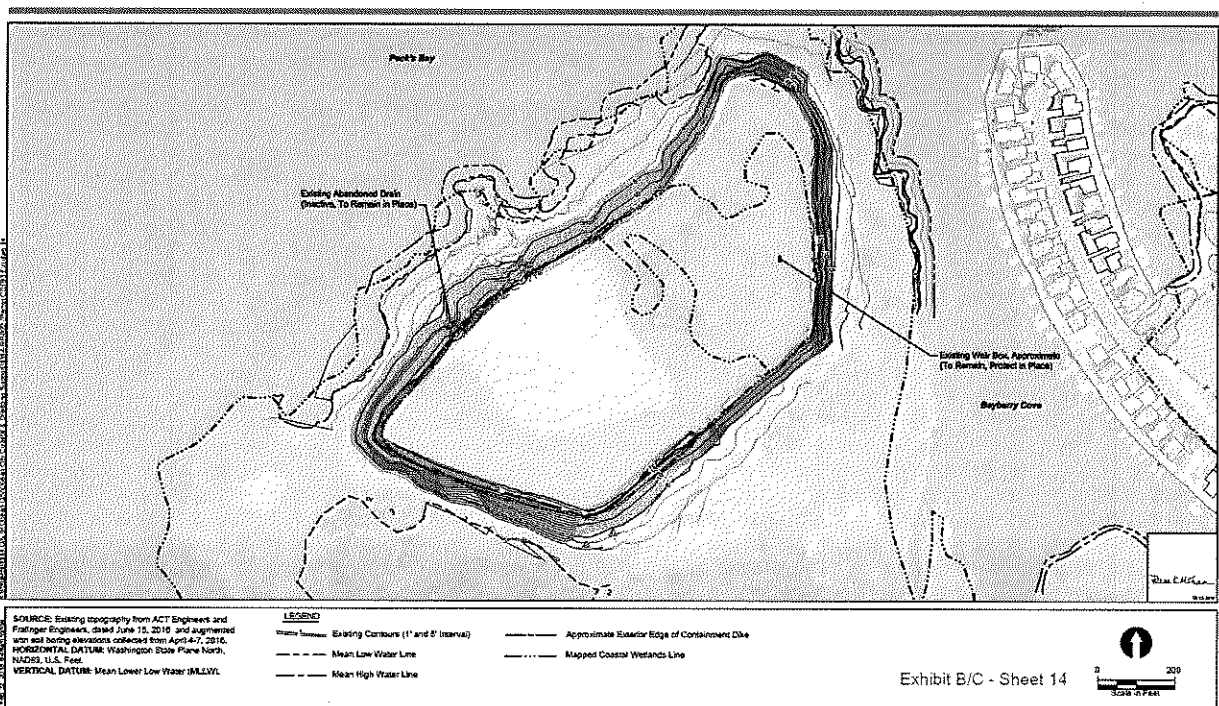 Peck's Bay
Existing Abandoned Drain
(Inactive, To Remain in Place)
Existing Weir Box, Approximate
(To Remain, Protect in Place)
Bayberry Cove
SOURCE: Existing topography from ACT Engineers and
Fralinger Engineers, dated June 15, 2016 and augmented
with soil boring elevations collected from April 4-7, 2016.
HORIZONTAL DATUM: Washington State Plane North,
NAD83, U.S. Feet.
VERTICAL DATUM: Mean Lower Low Water (MLLW).
LEGEND
Existing Contours (1' and 5' Interval)
Mean Low Water Line
Mean High Water Line
Approximate Exterior Edge of Containment Dike
Mapped Coastal Wetlands Line
Exhibit B/C - Sheet 14
0 200
Scale in Feet